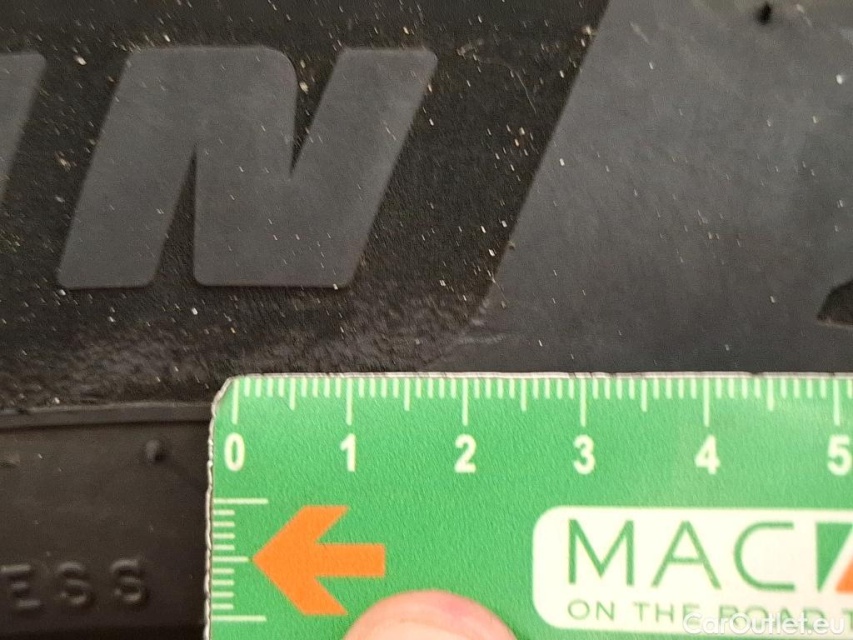 IN
0 1 2 3 4 5
ESS
MAC
ON THE ROAD
CarOutlet.eu